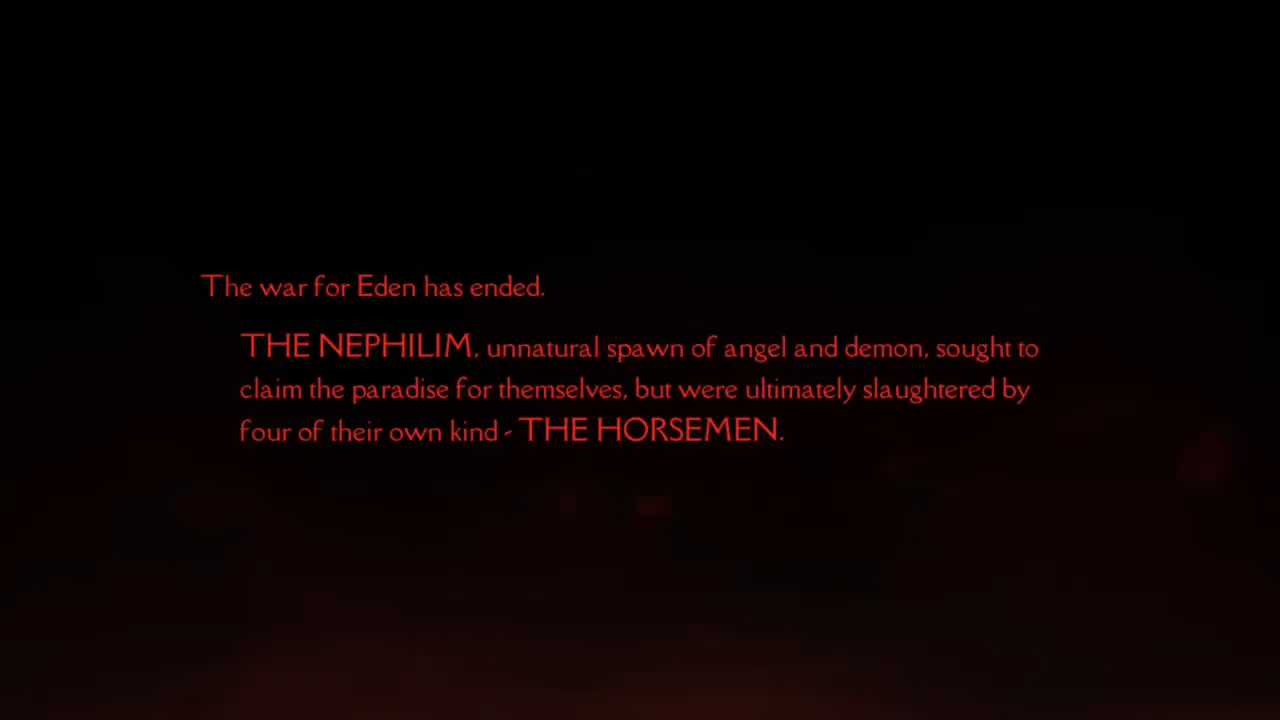 The war for Eden has ended.
THE NEPHILIM, unnatural spawn of angel and demon, sought to
claim the paradise for themselves, but were ultimately slaughtered by
four of their own kind - THE HORSEMEN.